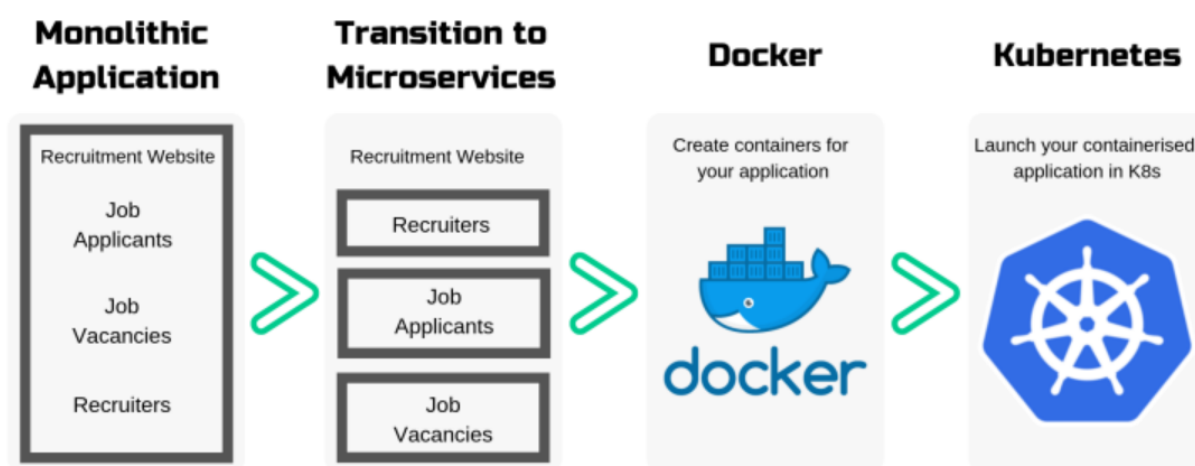 Monolithic
Application
Recruitment Website
Job
Applicants
Job
Vacancies
Recruiters
Transition to
Microservices
Recruitment Website
Recruiters
Job
Applicants
Job
Vacancies
Docker
Create containers for
your application
docker
Kubernetes
Launch your containerised
application in K8s